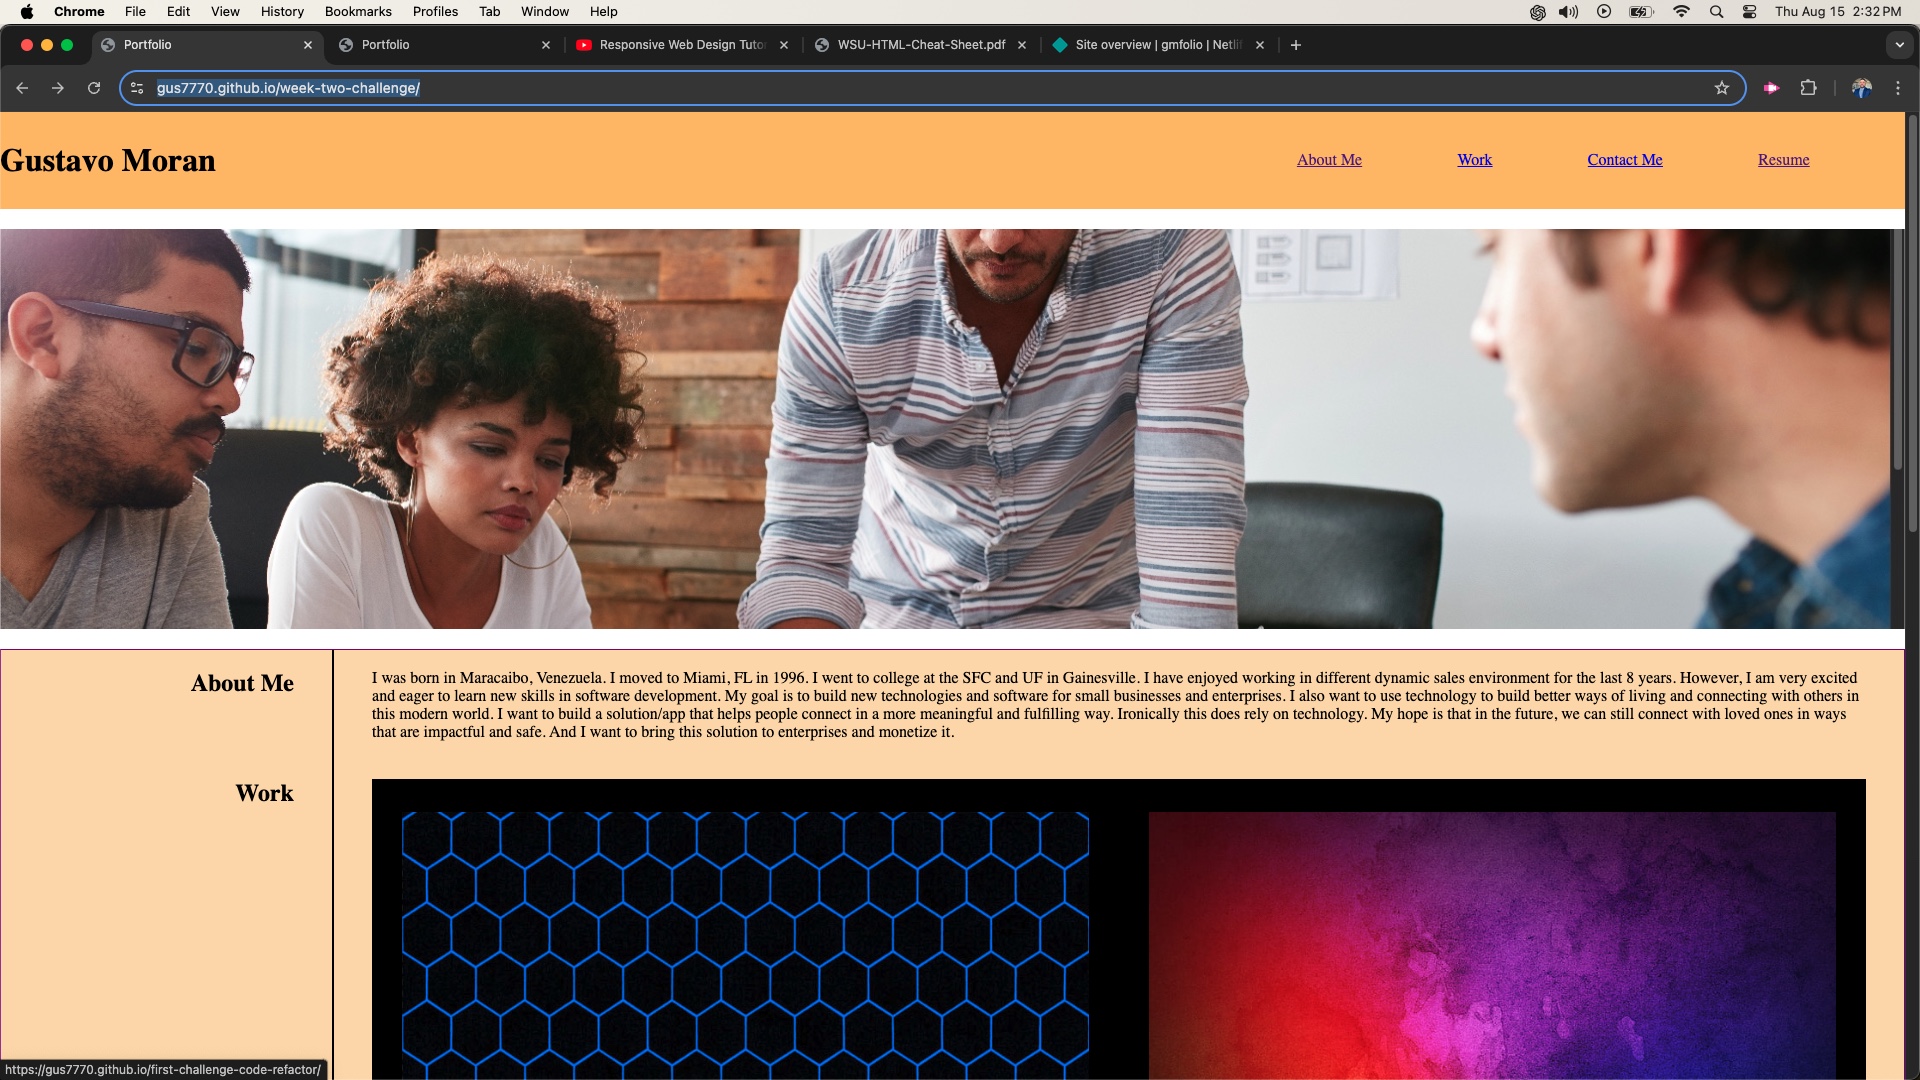 Chrome File Edit View History Bookmarks Profiles Tab Window Help Thu Aug 15 2:32 PM
Portfolio Portfolio Responsive Web Design Tuto WSU-HTML-Cheat-Sheet.pdf Site overview | gmfolio | Netli
gus7770.github.io/week-two-challenge/
Gustavo Moran About Me Work Contact Me Resume
About Me
I was born in Maracaibo, Venezuela. I moved to Miami, FL in 1996. I went to college at the SFC and UF in Gainesville. I have enjoyed working in different dynamic sales environment for the last 8 years. However, I am very excited
and eager to learn new skills in software development. My goal is to build new technologies and software for small businesses and enterprises. I also want to use technology to build better ways of living and connecting with others in
this modern world. I want to build a solution/app that helps people connect in a more meaningful and fulfilling way. Ironically this does rely on technology. My hope is that in the future, we can still connect with loved ones in ways
that are impactful and safe. And I want to bring this solution to enterprises and monetize it.
Work
https://gus7770.github.io/first-challenge-code-refactor/